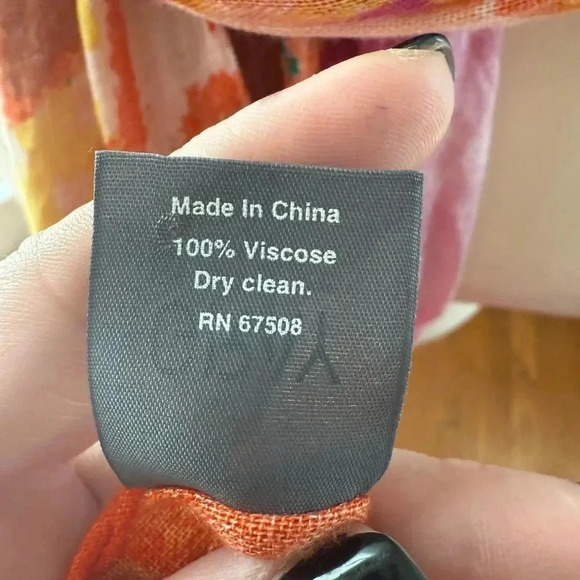 Made In China
100% Viscose
Dry clean.
RN 67508